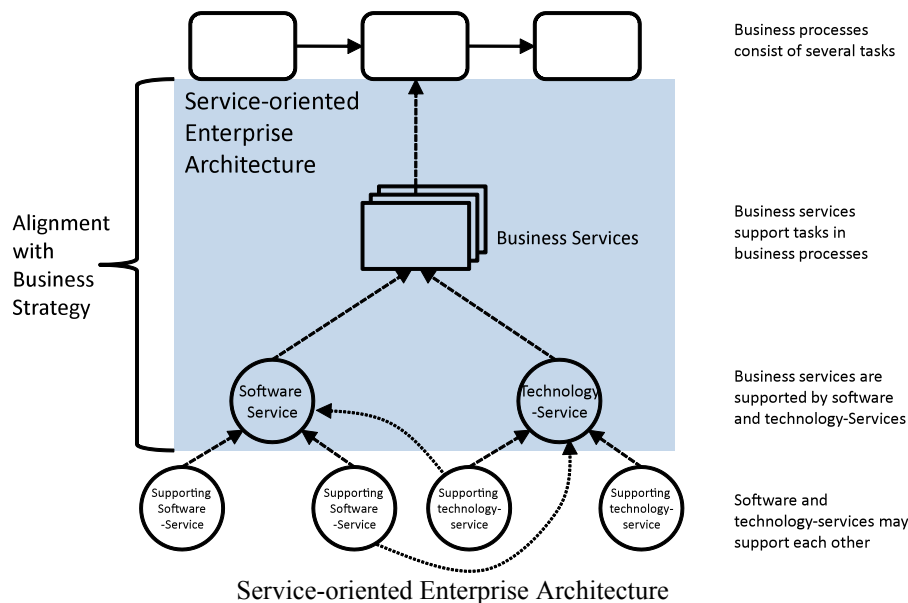 Business processes
consist of several tasks
Service-oriented
Enterprise
Architecture
Alignment
with
Business
Strategy
Business Services
Business services
support tasks in
business processes
Software
Service
Technology
-Service
Business services are
supported by software
and technology-Services
Supporting
Software
-Service
Supporting
Software
-Service
Supporting
technology-
service
Supporting
technology-
service
Software and
technology-services may
support each other
Service-oriented Enterprise Architecture